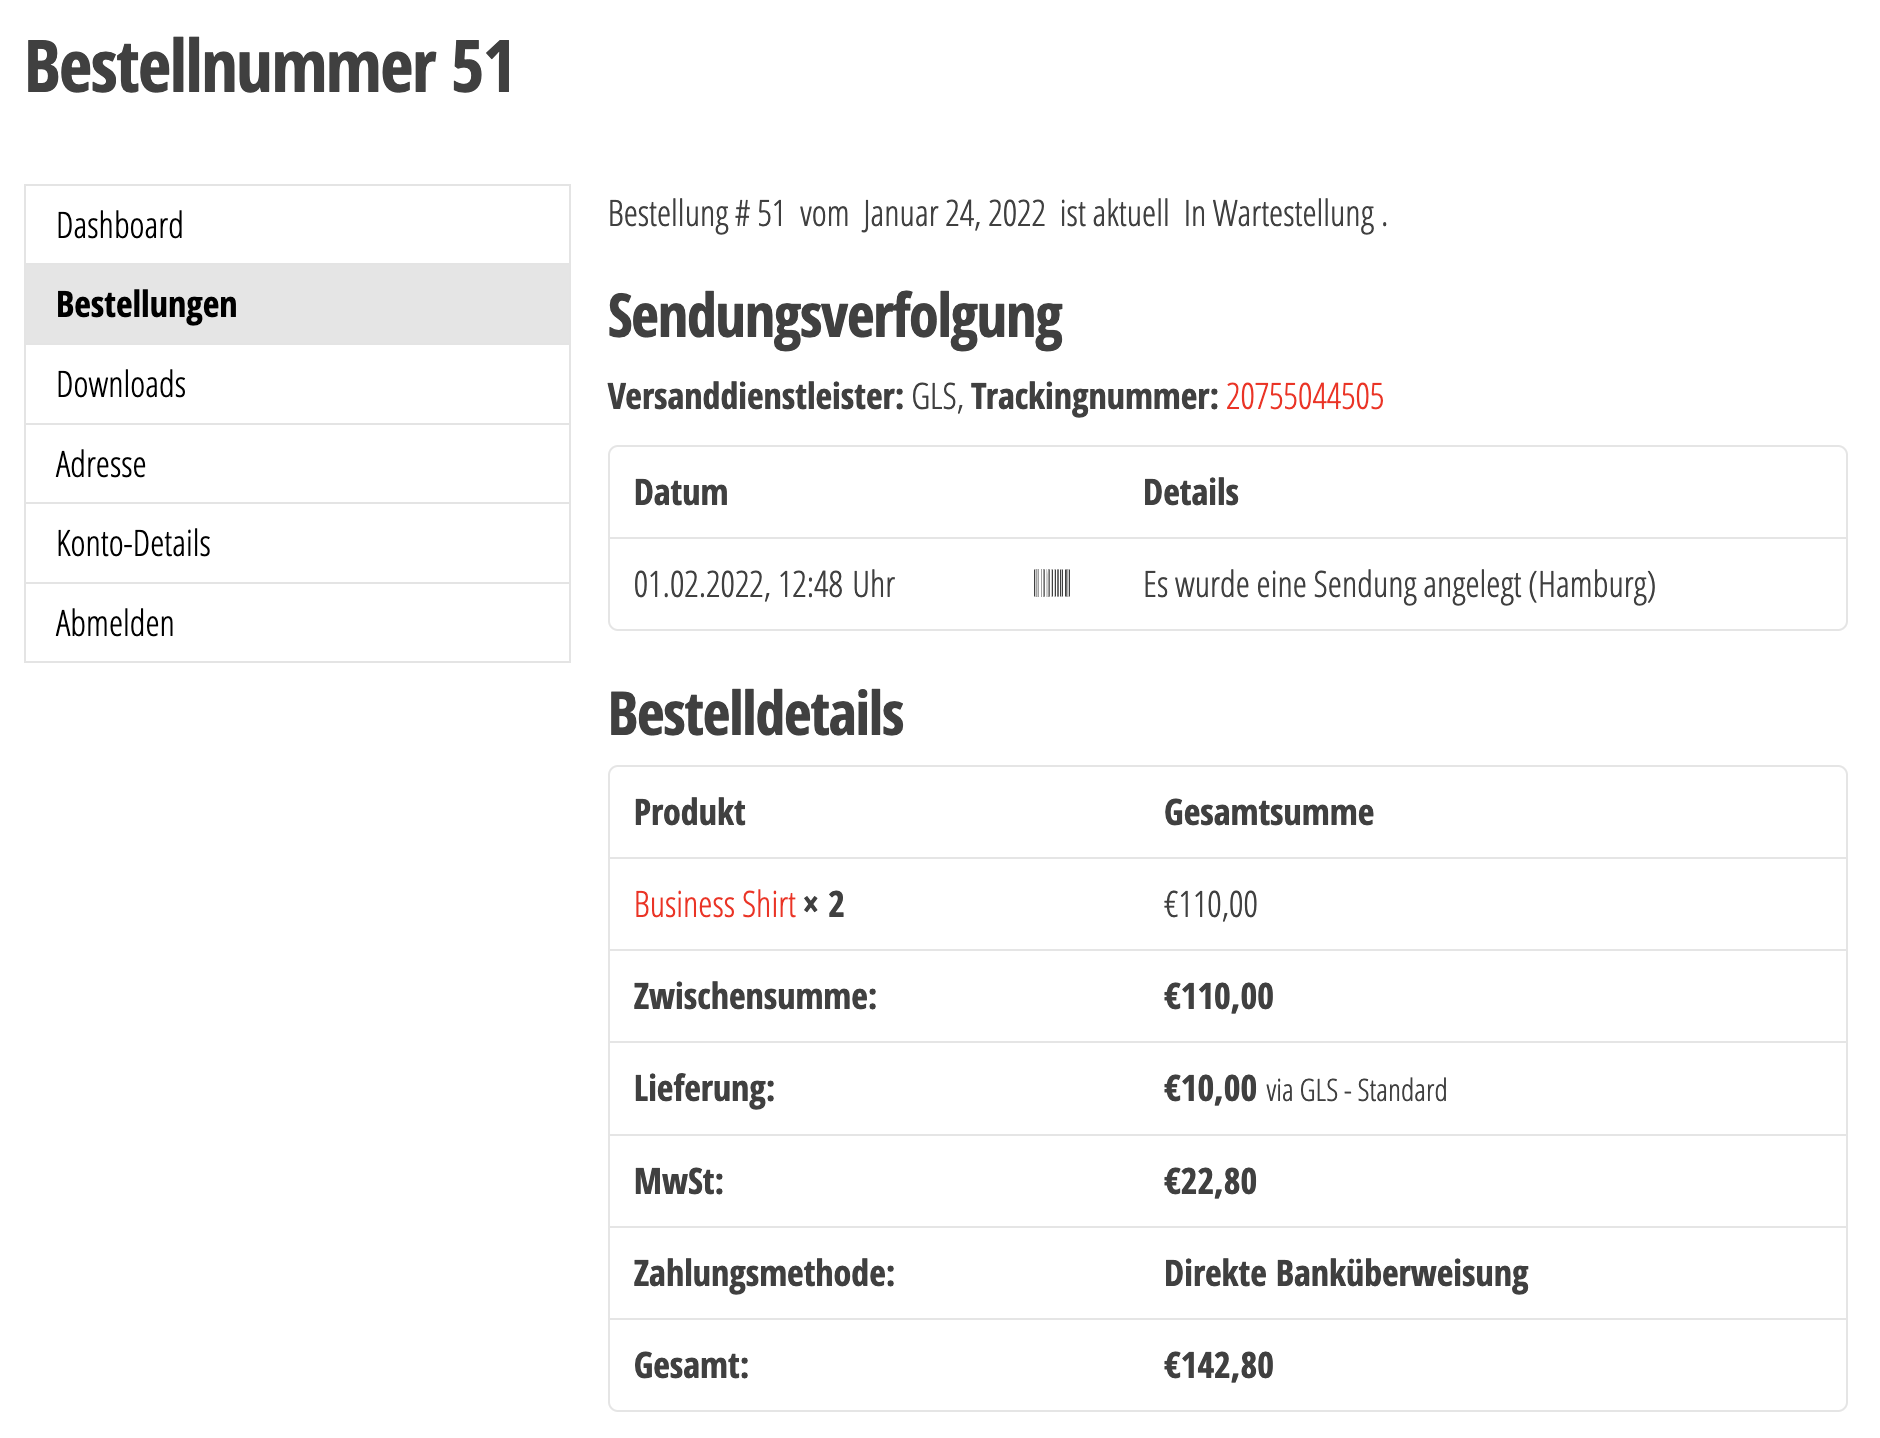 Bestellnummer 51
Dashboard
Bestellungen
Downloads
Adresse
Konto-Details
Abmelden
Bestellung # 51 vom Januar 24, 2022 ist aktuell In Wartestellung .
Sendungsverfolgung
Versanddienstleister: GLS, Trackingnummer: 20755044505
Datum Details
01.02.2022, 12:48 Uhr Es wurde eine Sendung angelegt (Hamburg)
Bestelldetails
Produkt Gesamtsumme
Business Shirt × 2 €110,00
Zwischensumme: €110,00
Lieferung: €10,00 via GLS - Standard
MwSt: €22,80
Zahlungsmethode: Direkte Banküberweisung
Gesamt: €142,80